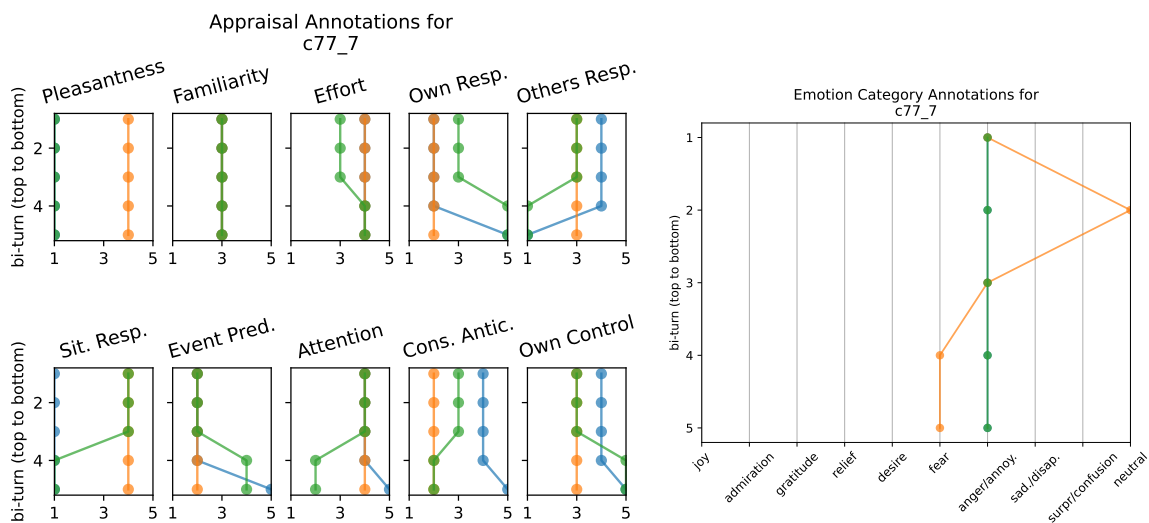 Appraisal Annotations for
c77_7
Pleasantness
Familiarity
Effort
Own Resp.
Others Resp.
bi-turn (top to bottom)
2
4
1 3 5
1 3 5
1 3 5
1 3 5
1 3 5
Sit. Resp.
Event Pred.
Attention
Cons. Antic.
Own Control
bi-turn (top to bottom)
2
4
1 3 5
1 3 5
1 3 5
1 3 5
1 3 5
Emotion Category Annotations for
c77_7
bi-turn (top to bottom)
1
2
3
4
5
joy
admiration
gratitude
relief
desire
fear
anger/annoy.
sad./disap.
surpr/confusion
neutral